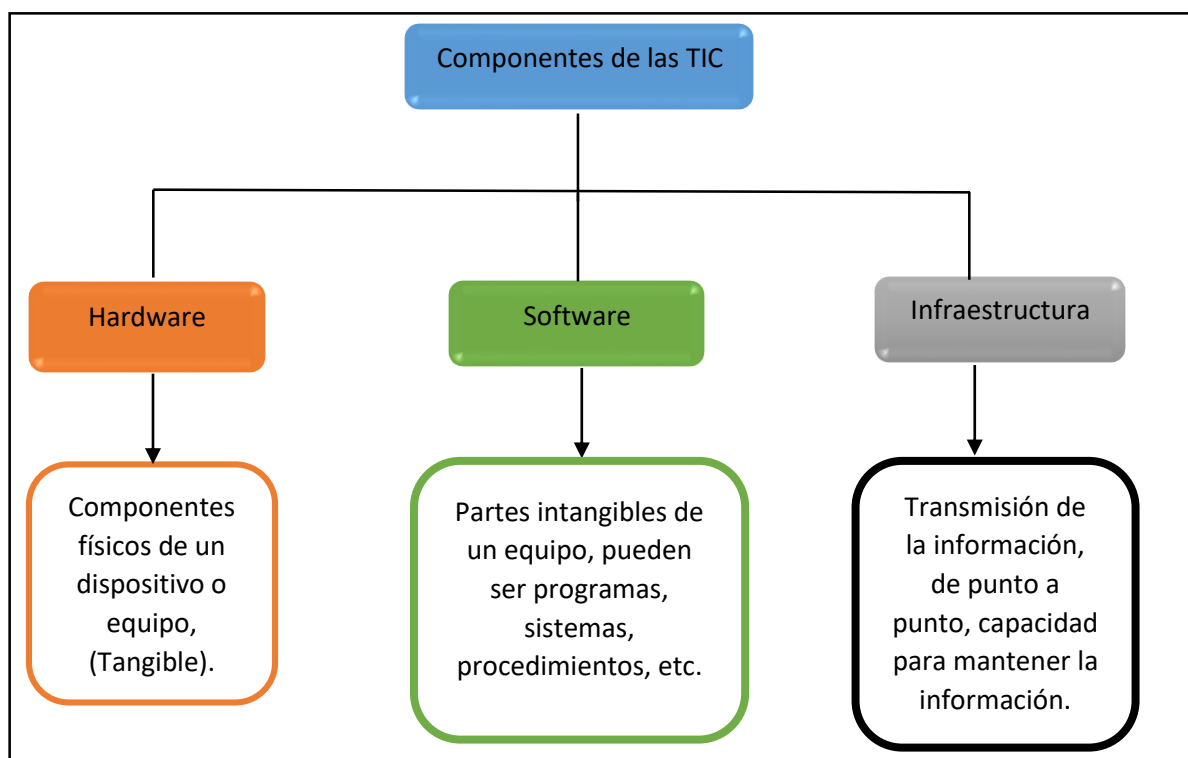 Componentes de las TIC
Hardware
Software
Infraestructura
Componentes
físicos de un
dispositivo o
equipo,
(Tangible).
Partes intangibles de
un equipo, pueden
ser programas,
sistemas,
procedimientos, etc.
Transmisión de
la información,
de punto a
punto, capacidad
para mantener la
información.